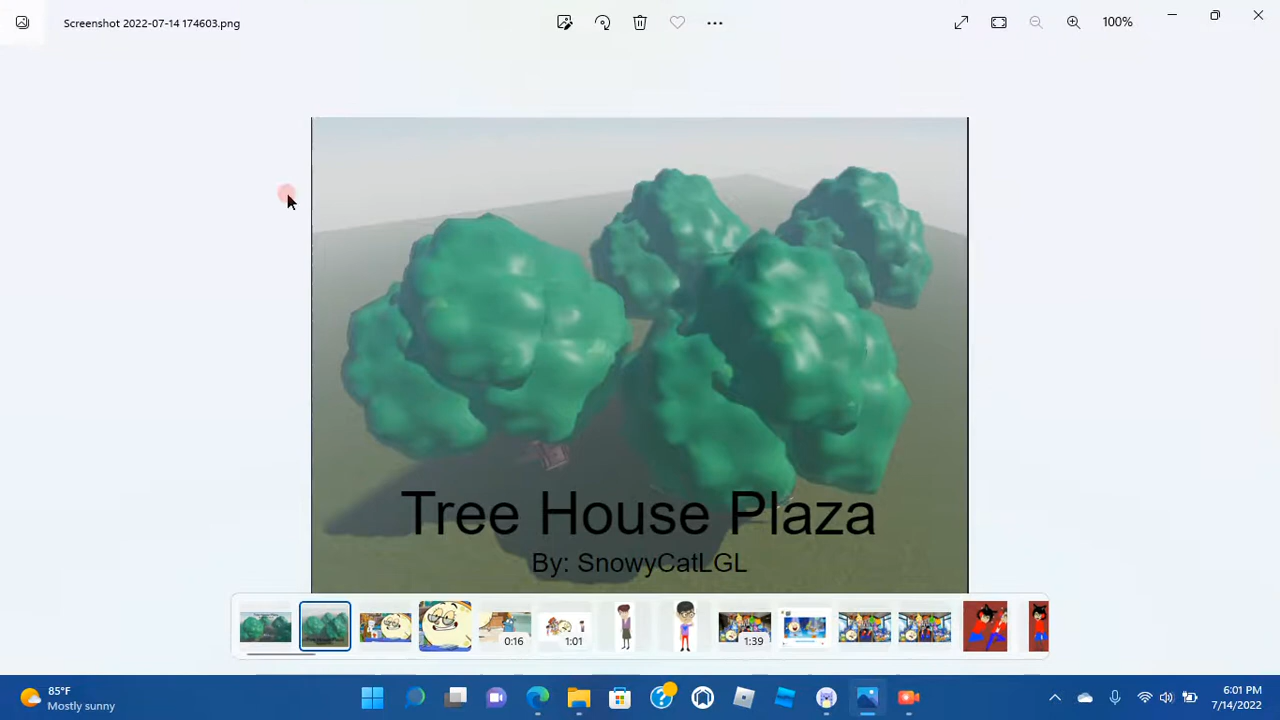 Screenshot 2022-07-14 174603.png
100%
Tree House Plaza
By: SnowyCatLGL
0:16
1:01
1:39
85°F
Mostly sunny
6:01 PM
7/14/2022